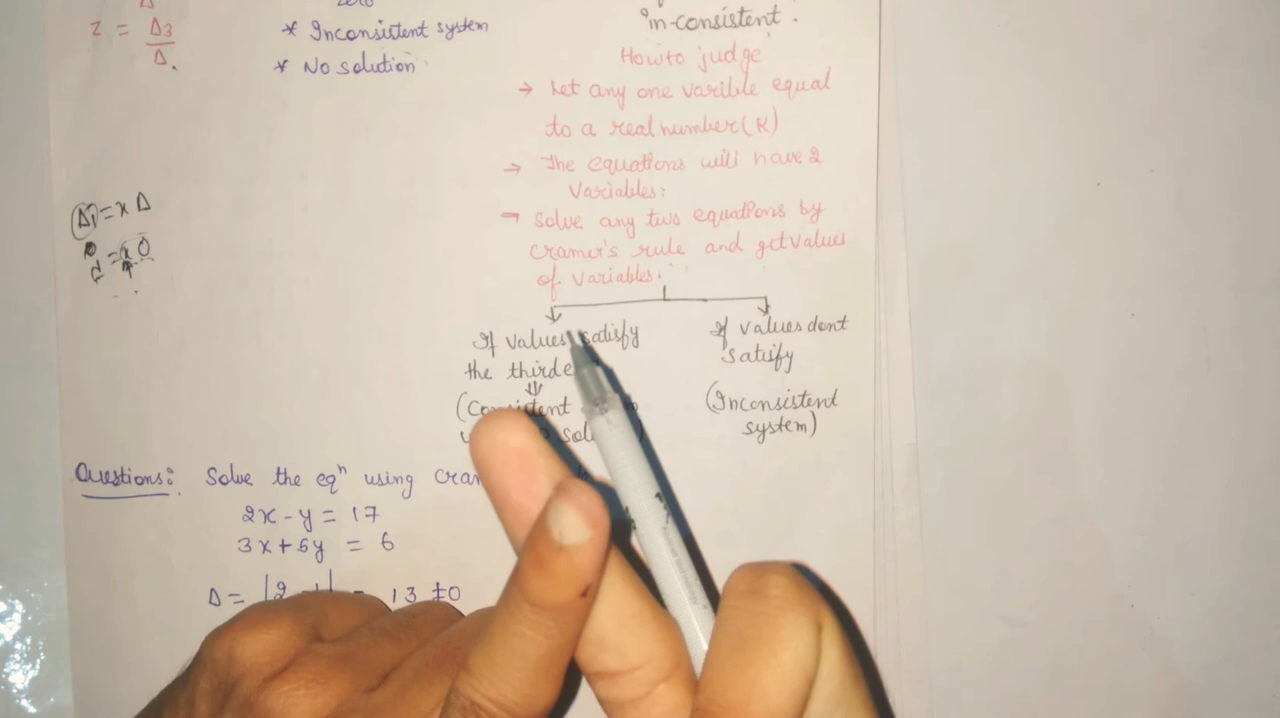 z = Δ3
Δ.
* Inconsistent system
* No solution
in-consistent.
How to judge
→ Let any one varible equal
to a real number (K)
→ The equations will have 2
Variables:
→ Solve any two equations by
Cramer's rule and get values
of variables.
If values satisfy
the third
If values dont
satisfy
(Inconsistent
system)
Δ1 = x Δ
Questions: Solve the eqⁿ using
2x - y = 17
3x + 5y = 6
Δ = |2 13 ≠0